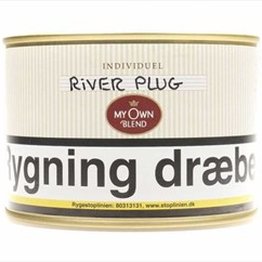 INDIVIDUEL
RiVER PLUG
MY OWN
BLEND
Rygning dræbe
Rygestoplinien: 80313131. www.stoplinien.dk